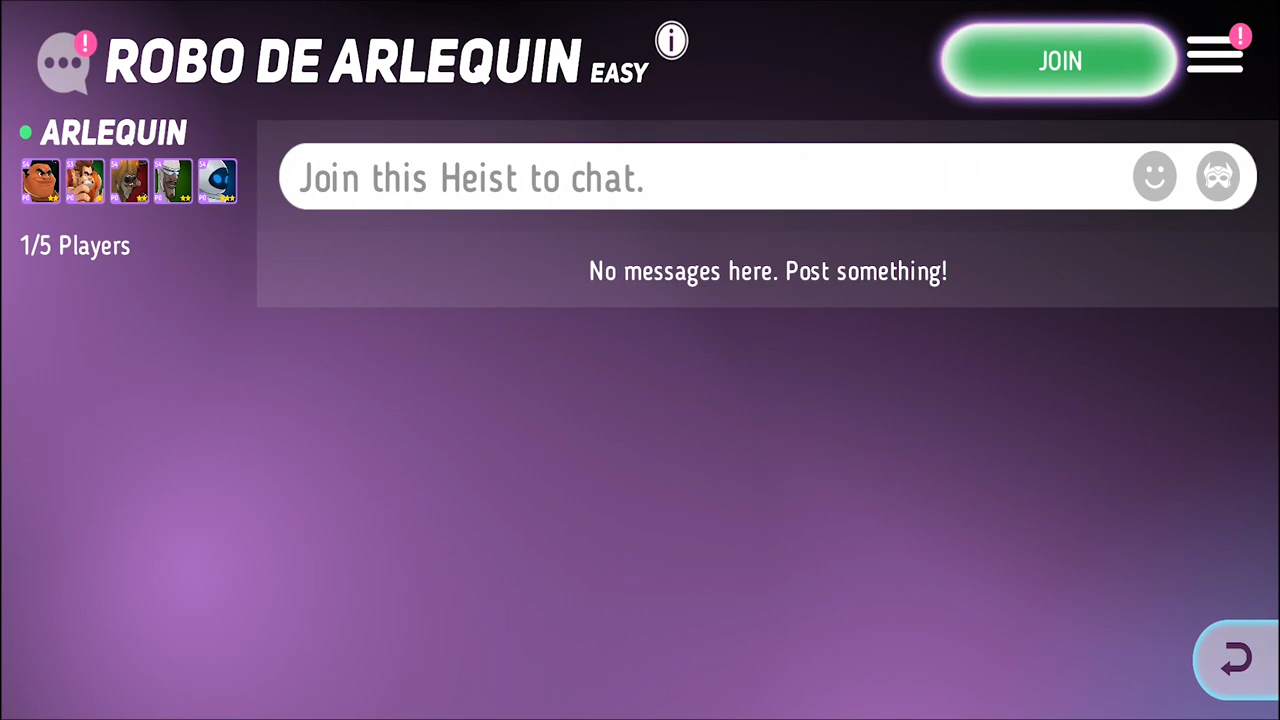 ROBO DE ARLEQUIN EASY
JOIN
ARLEQUIN
Join this Heist to chat.
1/5 Players
No messages here. Post something!